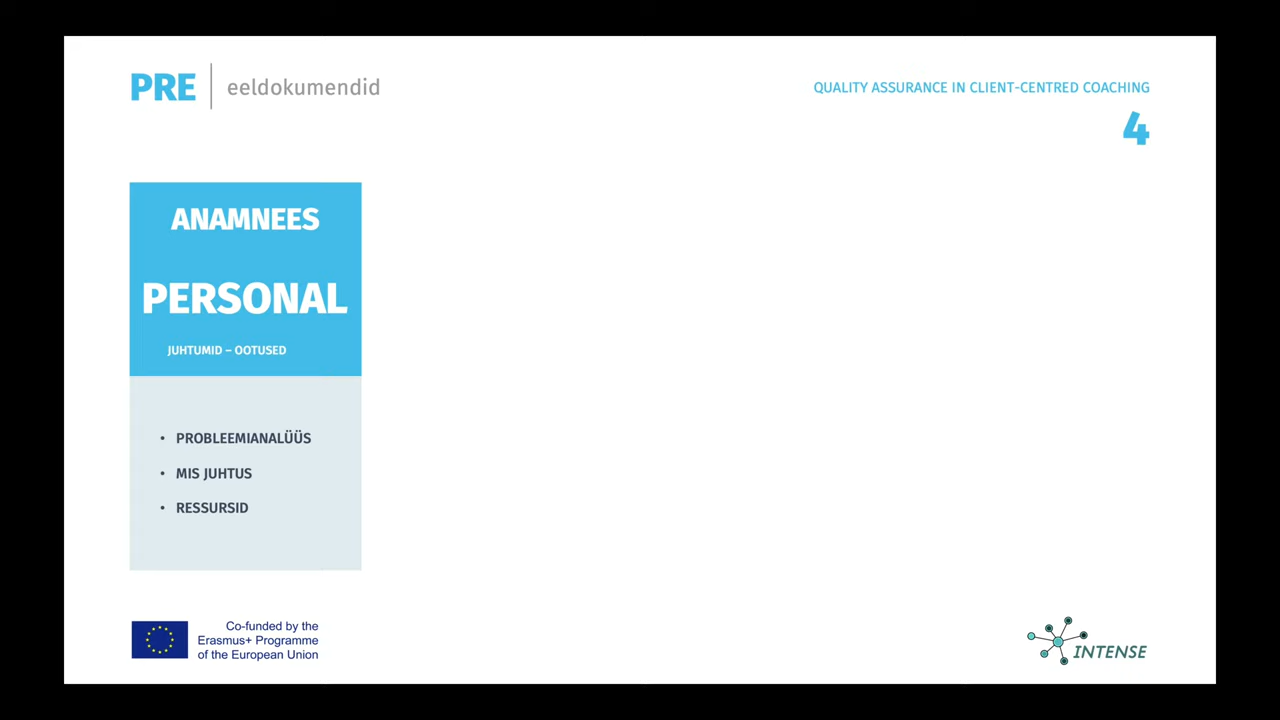 PRE eeldokumendid
QUALITY ASSURANCE IN CLIENT-CENTRED COACHING
4
ANAMNEES
PERSONAL
JUHTUMID – OOTUSED
• PROBLEEMIANALÜÜS
• MIS JUHTUS
• RESSURSID
Co-funded by the
Erasmus+ Programme
of the European Union
INTENSE